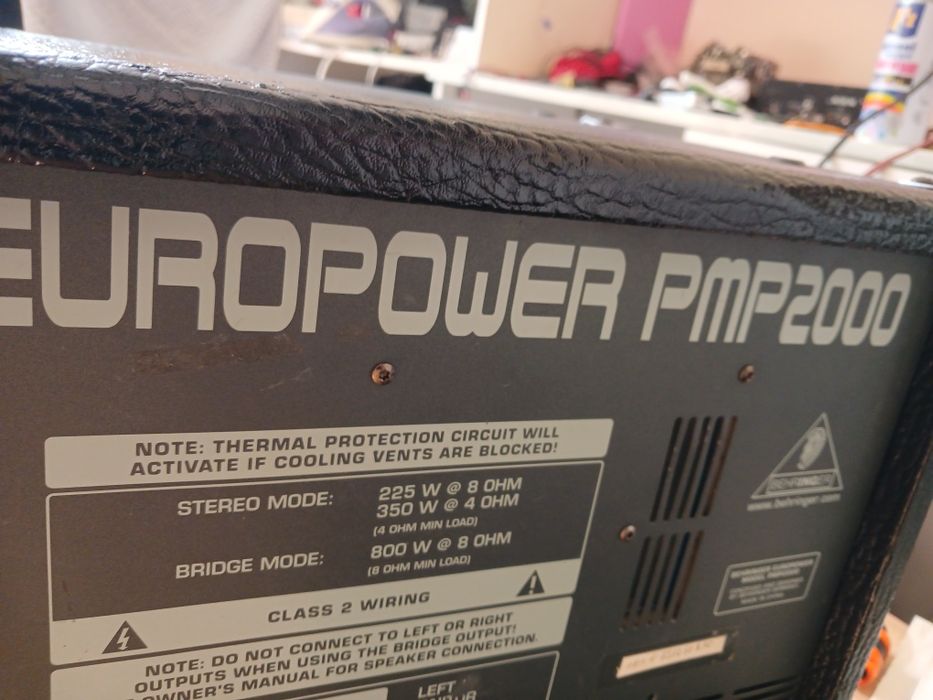 EUROPOWER PMP2000
NOTE: THERMAL PROTECTION CIRCUIT WILL
ACTIVATE IF COOLING VENTS ARE BLOCKED!
STEREO MODE: 225 W @ 8 OHM
350 W @ 4 OHM
(4 OHM MIN LOAD)
BRIDGE MODE: 800 W @ 8 OHM
(8 OHM MIN LOAD)
CLASS 2 WIRING
NOTE: DO NOT CONNECT TO LEFT OR RIGHT
OUTPUTS WHEN USING THE BRIDGE OUTPUT!
OWNER'S MANUAL FOR SPEAKER CONNECTION.
LEFT
BEHRINGER
www.behringer.com